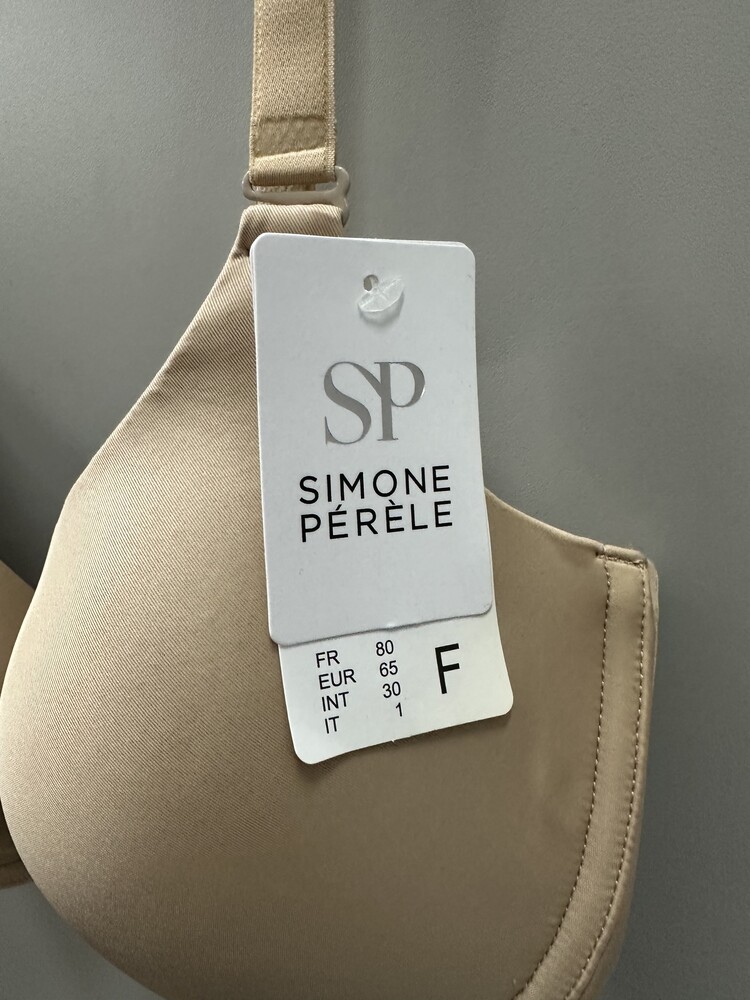 SP
SIMONE
PÉRÈLE
FR 80
EUR 65 F
INT 30
IT 1